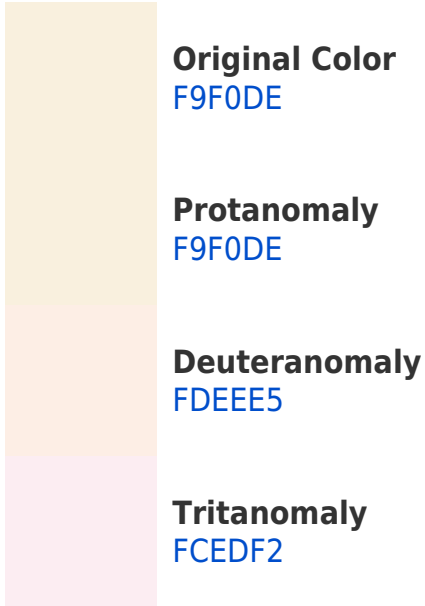 Original Color
F9F0DE
Protanomaly
F9F0DE
Deuteranomaly
FDEEE5
Tritanomaly
FCEDF2